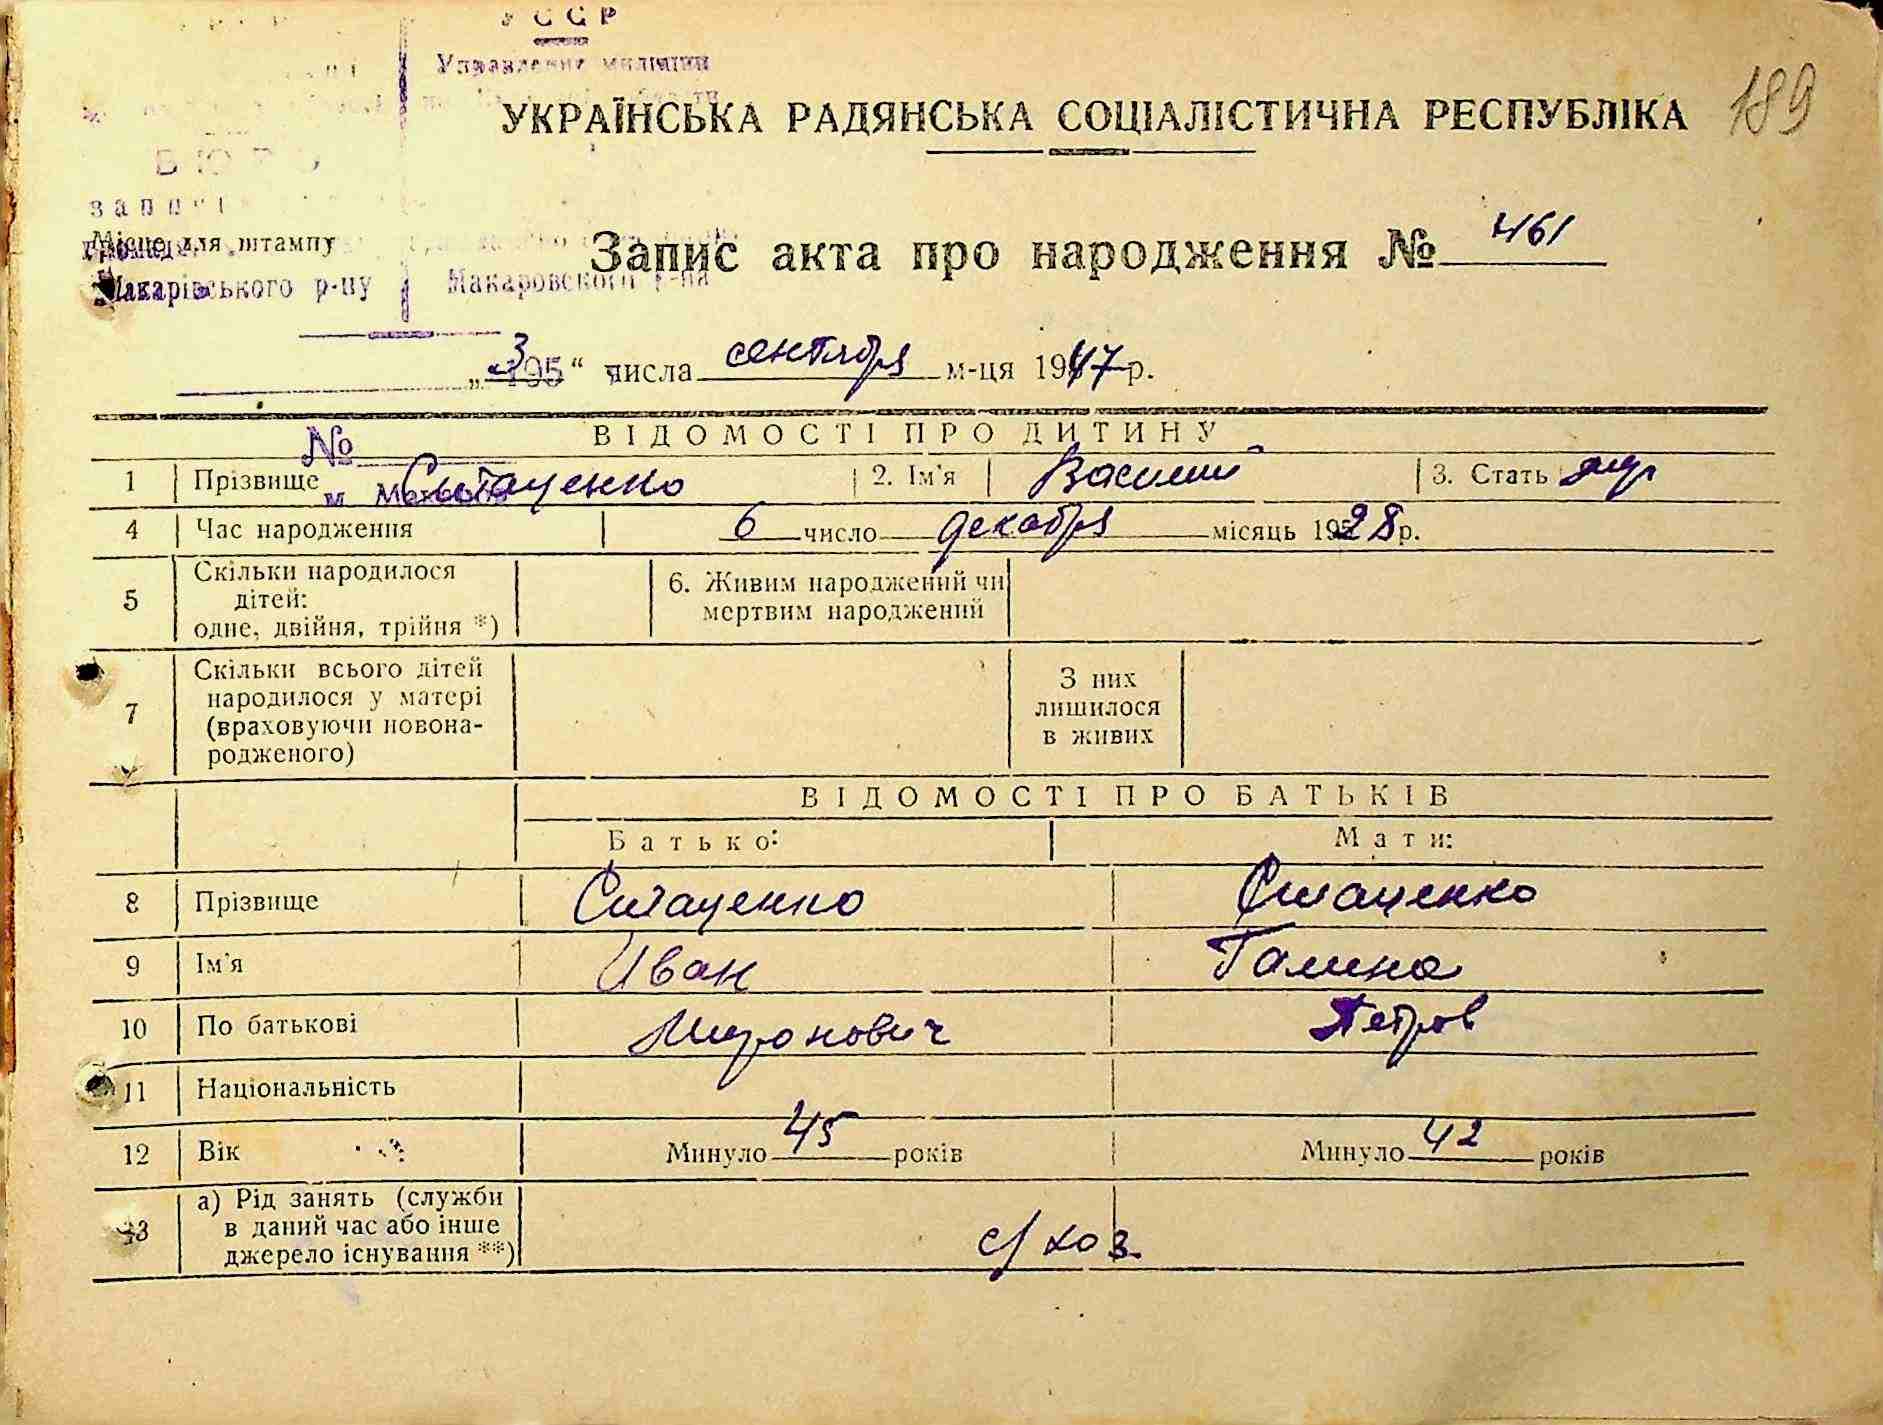 УССР
Управление милиции
УКРАЇНСЬКА РАДЯНСЬКА СОЦІАЛІСТИЧНА РЕСПУБЛІКА
189
БЮРО
Місце для штампу
Запис акта про народження № 461
Макарівського р-ну Макаровского р-на
„3“ числа сентября м-ця 1947 р.
ВІДОМОСТІ ПРО ДИТИНУ
№
1 Прізвище Сытаценко 2. Ім'я Василий 3. Стать мур
4 Час народження 6 число декабря місяць 1928 р.
5 Скільки народилося дітей: одне, двійня, трійня *) 6. Живим народжений чи мертвим народжений
7 Скільки всього дітей народилося у матері (враховуючи новонародженого) З них лишилося в живих
ВІДОМОСТІ ПРО БАТЬКІВ
Батько: Мати:
8 Прізвище Ситаценко Ситаценко
9 Ім'я Иван Галина
10 По батькові Миронович Петров
11 Національність
12 Вік Минуло 45 років Минуло 42 років
13 а) Рід занять (служби в даний час або інше джерело існування **) с/хоз.